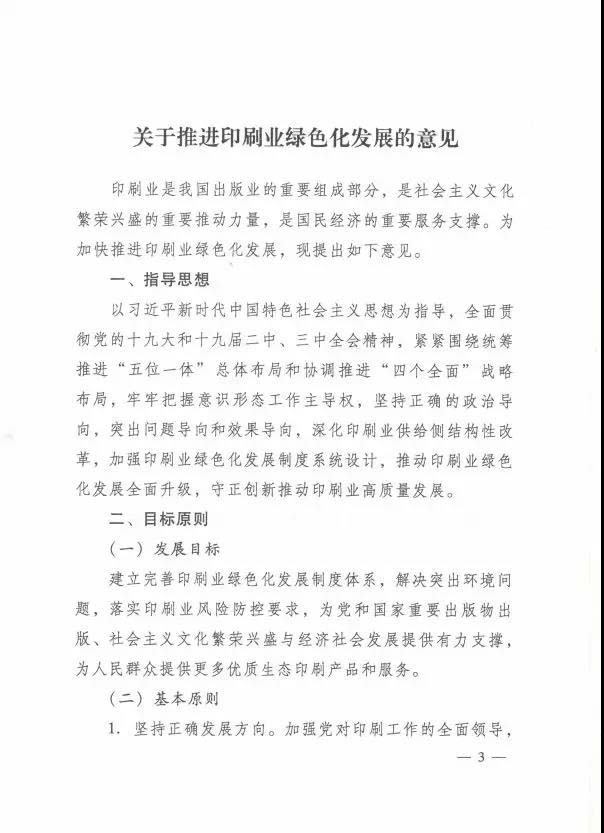 关于推进印刷业绿色化发展的意见
印刷业是我国出版业的重要组成部分，是社会主义文化
繁荣兴盛的重要推动力量，是国民经济的重要服务支撑。为
加快推进印刷业绿色化发展，现提出如下意见。
一、指导思想
以习近平新时代中国特色社会主义思想为指导，全面贯
彻党的十九大和十九届二中、三中全会精神，紧紧围绕统筹
推进“五位一体”总体布局和协调推进“四个全面”战略
布局，牢牢把握意识形态工作主导权，坚持正确的政治导
向，突出问题导向和效果导向，深化印刷业供给侧结构性改
革，加强印刷业绿色化发展制度系统设计，推动印刷业绿色
化发展全面升级，守正创新推动印刷业高质量发展。
二、目标原则
（一）发展目标
建立完善印刷业绿色化发展制度体系，解决突出环境问
题，落实印刷业风险防控要求，为党和国家重要出版物出
版、社会主义文化繁荣兴盛与经济社会发展提供有力支撑，
为人民群众提供更多优质生态印刷产品和服务。
（二）基本原则
1. 坚持正确发展方向。加强党对印刷工作的全面领导，
— 3 —